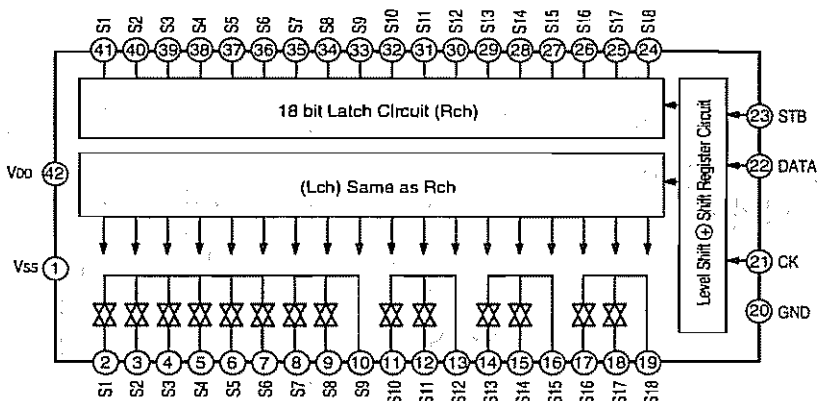 S1 S2 S3 S4 S5 S6 S7 S8 S9 S10 S11 S12 S13 S14 S15 S16 S17 S18
41 40 39 38 37 36 35 34 33 32 31 30 29 28 27 26 25 24
18 bit Latch Circuit (Rch)
23 STB
VDD 42
22 DATA
(Lch) Same as Rch
Level Shift ⊕ Shift Register Circuit
VSS 1
21 CK
20 GND
2 3 4 5 6 7 8 9 10 11 12 13 14 15 16 17 18 19
S1 S2 S3 S4 S5 S6 S7 S8 S9 S10 S11 S12 S13 S14 S15 S16 S17 S18